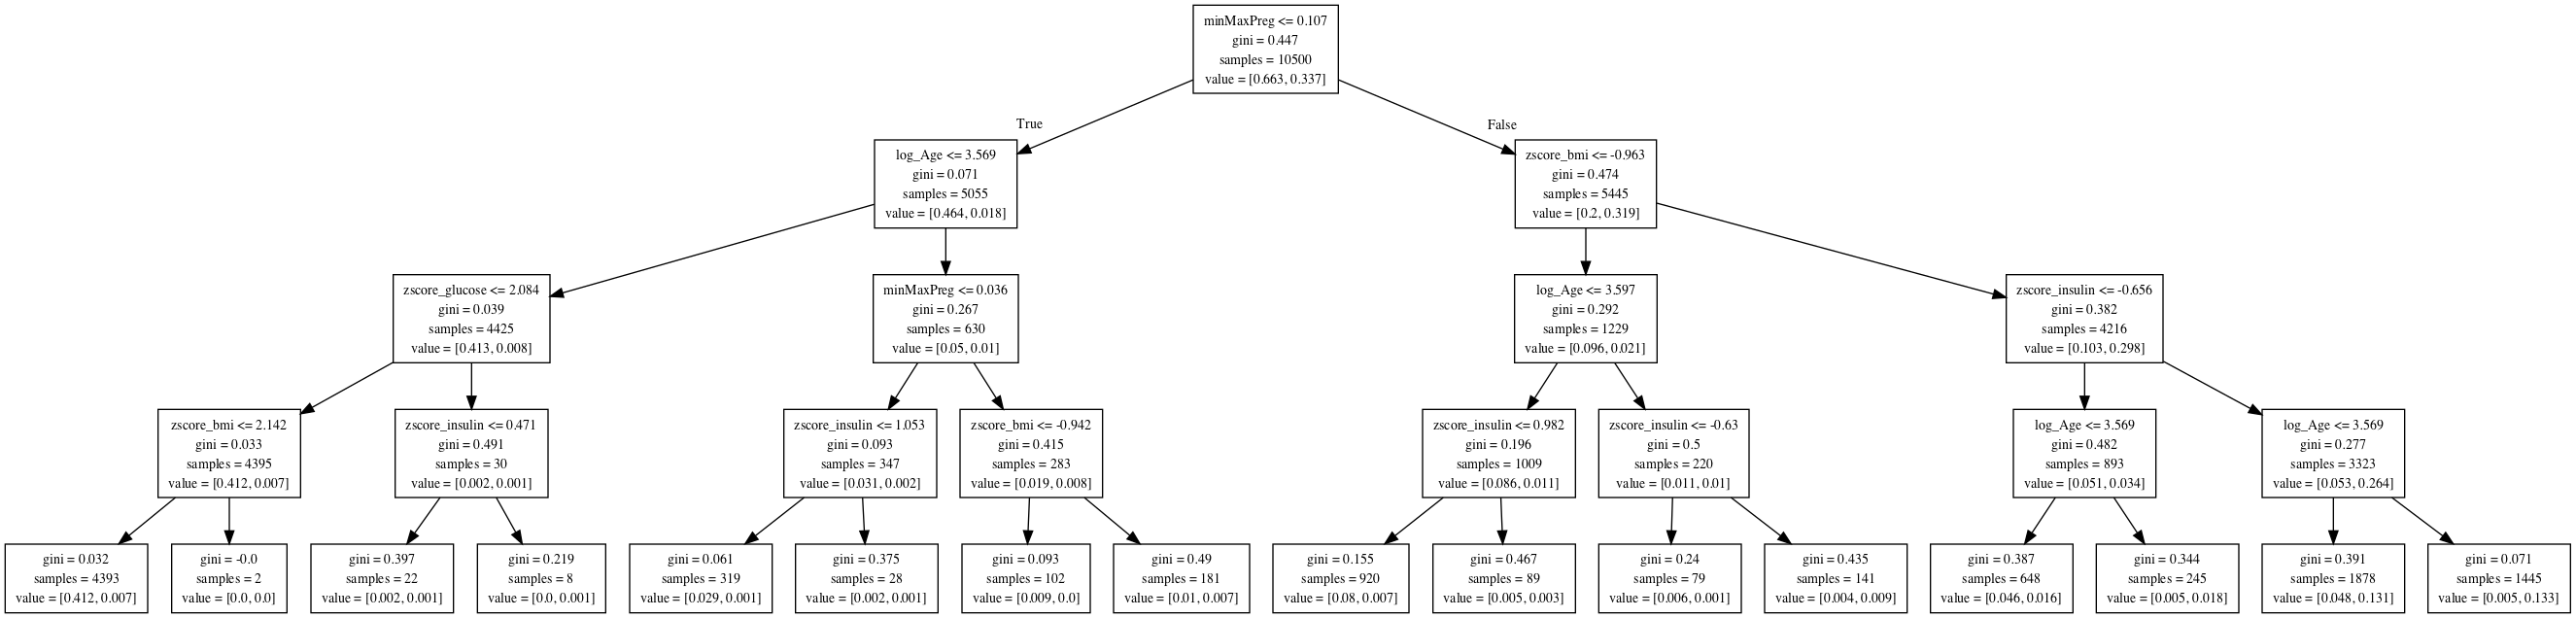 minMaxPreg <= 0.107
gini = 0.447
samples = 10500
value = [0.663, 0.337]
True
False
log_Age <= 3.569
gini = 0.071
samples = 5055
value = [0.464, 0.018]
zscore_bmi <= -0.963
gini = 0.474
samples = 5445
value = [0.2, 0.319]
zscore_glucose <= 2.084
gini = 0.039
samples = 4425
value = [0.413, 0.008]
minMaxPreg <= 0.036
gini = 0.267
samples = 630
value = [0.05, 0.01]
log_Age <= 3.597
gini = 0.292
samples = 1229
value = [0.096, 0.021]
zscore_insulin <= -0.656
gini = 0.382
samples = 4216
value = [0.103, 0.298]
zscore_bmi <= 2.142
gini = 0.033
samples = 4395
value = [0.412, 0.007]
zscore_insulin <= 0.471
gini = 0.491
samples = 30
value = [0.002, 0.001]
zscore_insulin <= 1.053
gini = 0.093
samples = 347
value = [0.031, 0.002]
zscore_bmi <= -0.942
gini = 0.415
samples = 283
value = [0.019, 0.008]
zscore_insulin <= 0.982
gini = 0.196
samples = 1009
value = [0.086, 0.011]
zscore_insulin <= -0.63
gini = 0.5
samples = 220
value = [0.011, 0.01]
log_Age <= 3.569
gini = 0.482
samples = 893
value = [0.051, 0.034]
log_Age <= 3.569
gini = 0.277
samples = 3323
value = [0.053, 0.264]
gini = 0.032
samples = 4393
value = [0.412, 0.007]
gini = -0.0
samples = 2
value = [0.0, 0.0]
gini = 0.397
samples = 22
value = [0.002, 0.001]
gini = 0.219
samples = 8
value = [0.0, 0.001]
gini = 0.061
samples = 319
value = [0.029, 0.001]
gini = 0.375
samples = 28
value = [0.002, 0.001]
gini = 0.093
samples = 102
value = [0.009, 0.0]
gini = 0.49
samples = 181
value = [0.01, 0.007]
gini = 0.155
samples = 920
value = [0.08, 0.007]
gini = 0.467
samples = 89
value = [0.005, 0.003]
gini = 0.24
samples = 79
value = [0.006, 0.001]
gini = 0.435
samples = 141
value = [0.004, 0.009]
gini = 0.387
samples = 648
value = [0.046, 0.016]
gini = 0.344
samples = 245
value = [0.005, 0.018]
gini = 0.391
samples = 1878
value = [0.048, 0.131]
gini = 0.071
samples = 1445
value = [0.005, 0.133]